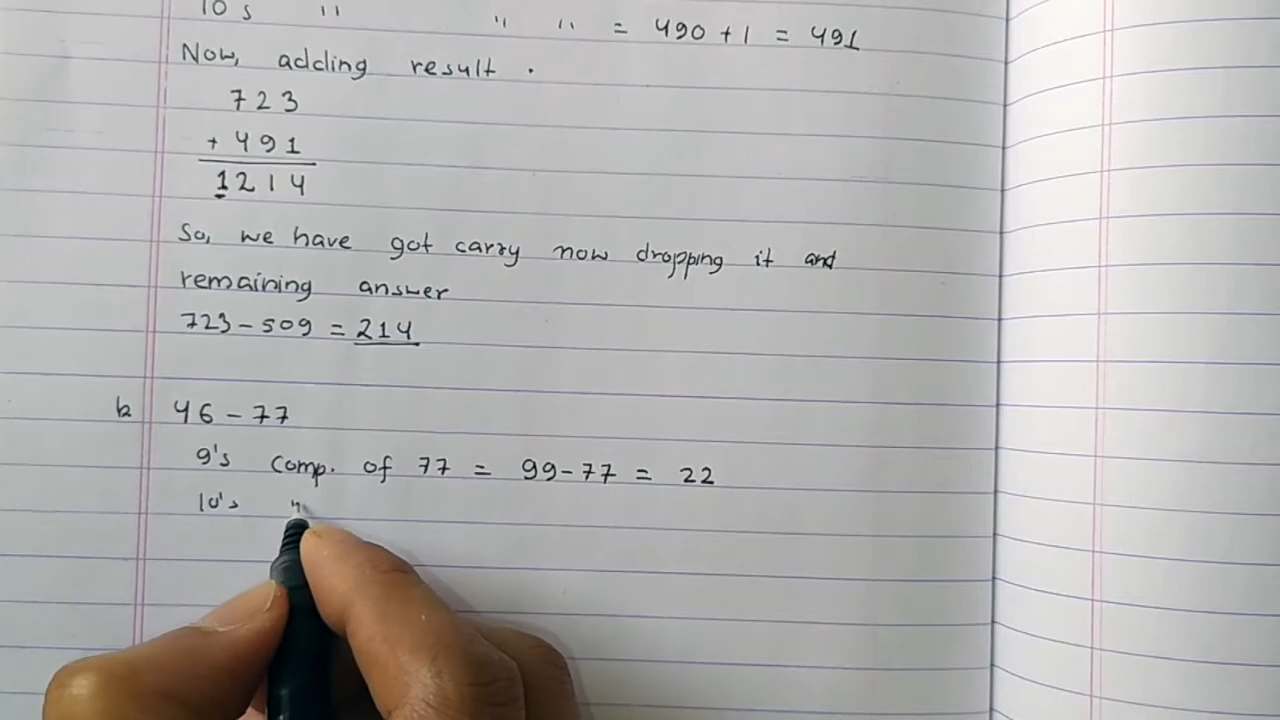 10s " " " = 490 + 1 = 491
Now, adding result.
723
+ 491
1214
So, we have got carry now dropping it and
remaining answer
723 - 509 = 214
b 46 - 77
9's comp. of 77 = 99 - 77 = 22
10's "